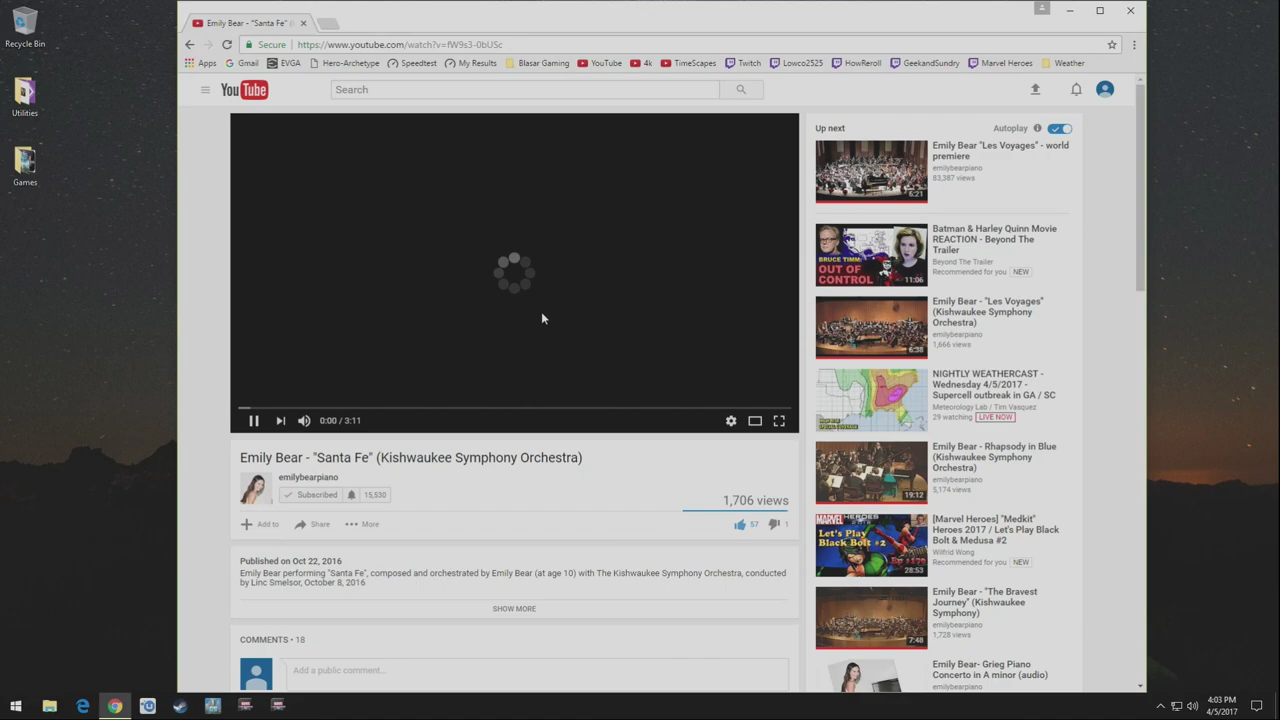 Recycle Bin
Utilities
Games
Emily Bear - "Santa Fe" (
Secure
https://www.youtube.com/watch?v=fW9s3-0bUSc
Apps
Gmail
EVGA
Hero-Archetype
Speedtest
My Results
Blasar Gaming
YouTube
4k
TimeScapes
Twitch
Lowco2525
HowReroll
GeekandSundry
Marvel Heroes
Weather
YouTube
Search
0:00 / 3:11
Emily Bear - "Santa Fe" (Kishwaukee Symphony Orchestra)
emilybearpiano
Subscribed
15,530
1,706 views
Add to
Share
More
57
1
Published on Oct 22, 2016
Emily Bear performing "Santa Fe", composed and orchestrated by Emily Bear (at age 10) with The Kishwaukee Symphony Orchestra, conducted
by Linc Smelsor, October 8, 2016
SHOW MORE
COMMENTS • 18
Add a public comment...
Up next
Autoplay
6:21
Emily Bear "Les Voyages" - world
premiere
emilybearpiano
83,387 views
BRUCE TIMM:
OUT OF
CONTROL
11:06
Batman & Harley Quinn Movie
REACTION - Beyond The
Trailer
Beyond The Trailer
Recommended for you NEW
6:38
Emily Bear - "Les Voyages"
(Kishwaukee Symphony
Orchestra)
emilybearpiano
1,666 views
NIGHTLY WEATHERCAST -
Wednesday 4/5/2017 -
Supercell outbreak in GA / SC
Meteorology Lab / Tim Vasquez
29 watching LIVE NOW
19:12
Emily Bear - Rhapsody in Blue
(Kishwaukee Symphony
Orchestra)
emilybearpiano
5,174 views
MARVEL HEROES
Let's Play
Black Bolt #2
28:53
[Marvel Heroes] "Medkit"
Heroes 2017 / Let's Play Black
Bolt & Medusa #2
Wilfrid Wong
Recommended for you NEW
7:48
Emily Bear - "The Bravest
Journey" (Kishwaukee
Symphony)
emilybearpiano
1,728 views
Emily Bear- Grieg Piano
Concerto in A minor (audio)
emilybearpiano
4:03 PM
4/5/2017